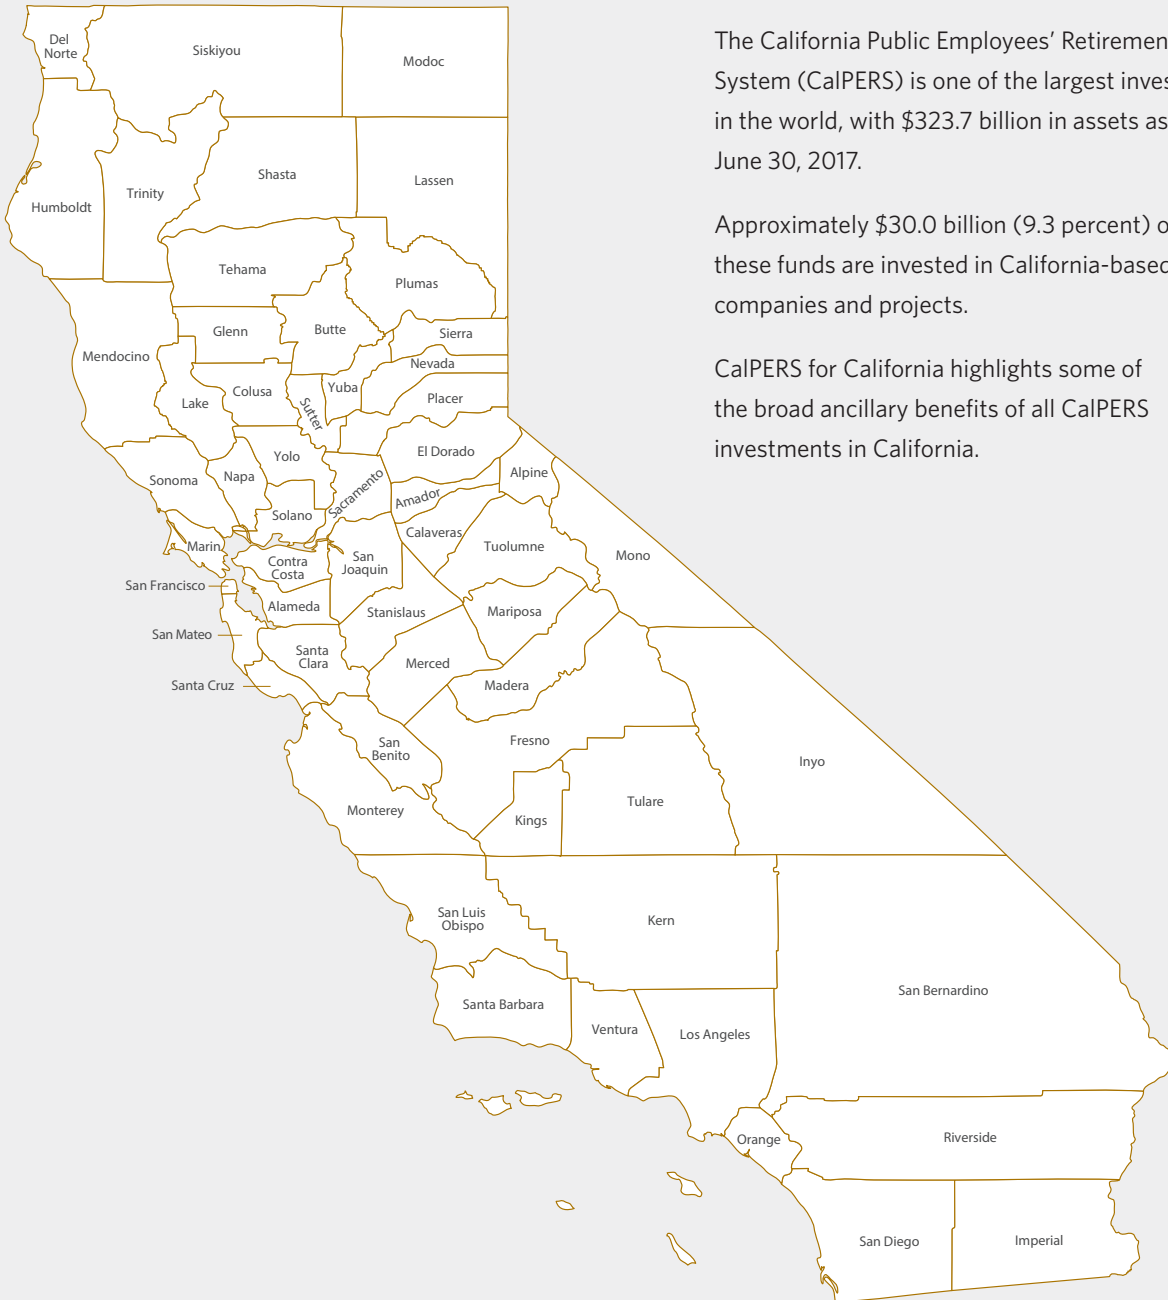 The California Public Employees’ Retiremen
System (CalPERS) is one of the largest inves
in the world, with $323.7 billion in assets as
June 30, 2017.
Approximately $30.0 billion (9.3 percent) o
these funds are invested in California-based
companies and projects.
CalPERS for California highlights some of
the broad ancillary benefits of all CalPERS
investments in California.
Del
Norte
Siskiyou
Modoc
Shasta
Lassen
Trinity
Humboldt
Tehama
Plumas
Glenn
Butte
Sierra
Mendocino
Nevada
Colusa
Yuba
Lake
Sutter
Placer
El Dorado
Yolo
Napa
Sonoma
Sacramento
Alpine
Amador
Solano
Calaveras
Marin
Tuolumne
Mono
Contra
Costa
San
Joaquin
San Francisco
Alameda
Stanislaus
Mariposa
San Mateo
Santa
Clara
Merced
Santa Cruz
Madera
San
Benito
Fresno
Inyo
Monterey
Kings
Tulare
San Luis
Obispo
Kern
San Bernardino
Santa Barbara
Ventura
Los Angeles
Orange
Riverside
San Diego
Imperial